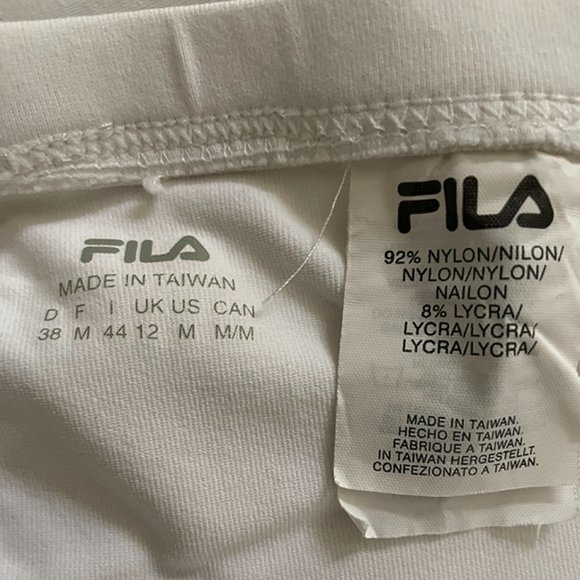 FILA
MADE IN TAIWAN
D F I UK US CAN
38 M 44 12 M M/M
FILA
92% NYLON/NILON/
NYLON/NYLON/
NAILON
8% LYCRA/
LYCRA/LYCRA/
LYCRA/LYCRA/
MADE IN TAIWAN.
HECHO EN TAIWAN.
FABRIQUE A TAIWAN.
IN TAIWAN HERGESTELLT.
CONFEZIONATO A TAIWAN.